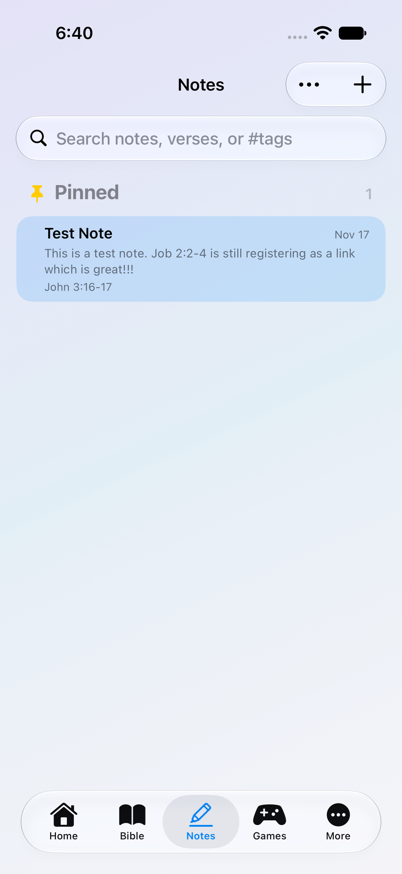 6:40
Notes
Search notes, verses, or #tags
Pinned 1
Test Note Nov 17
This is a test note. Job 2:2-4 is still registering as a link
which is great!!!
John 3:16-17
Home Bible Notes Games More